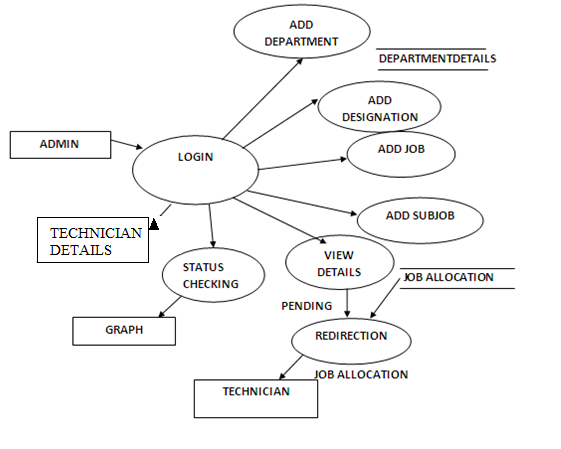 ADD
DEPARTMENT
DEPARTMENTDETAILS
ADD
DESIGNATION
ADMIN
LOGIN
ADD JOB
TECHNICIAN
DETAILS
ADD SUBJOB
STATUS
CHECKING
VIEW
DETAILS
JOB ALLOCATION
PENDING
GRAPH
REDIRECTION
JOB ALLOCATION
TECHNICIAN